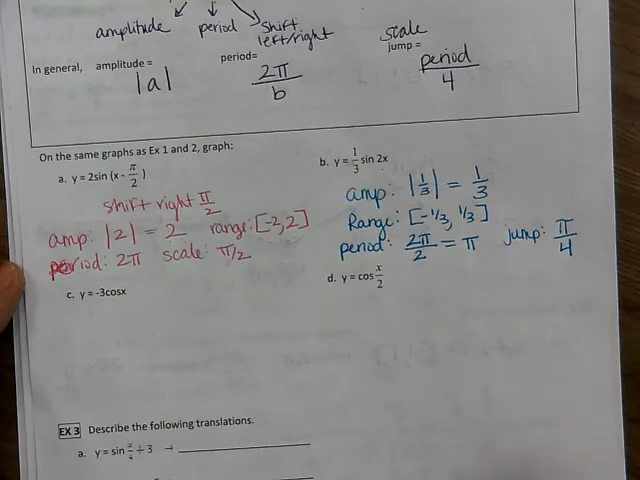 amplitude period shift
left/right
scale
In general, amplitude = period= jump =
|a| 2π/b period/4
On the same graphs as Ex 1 and 2, graph:
a. y = 2sin (x - π/2)
shift right π/2
amp: |2| = 2 range: [-2, 2]
period: 2π scale: π/2
b. y = 1/3 sin 2x
amp: |1/3| = 1/3
Range: [-1/3, 1/3]
period: 2π/2 = π jump: π/4
c. y = -3cosx
d. y = cos x/2
EX 3 Describe the following translations.
a. y = sin